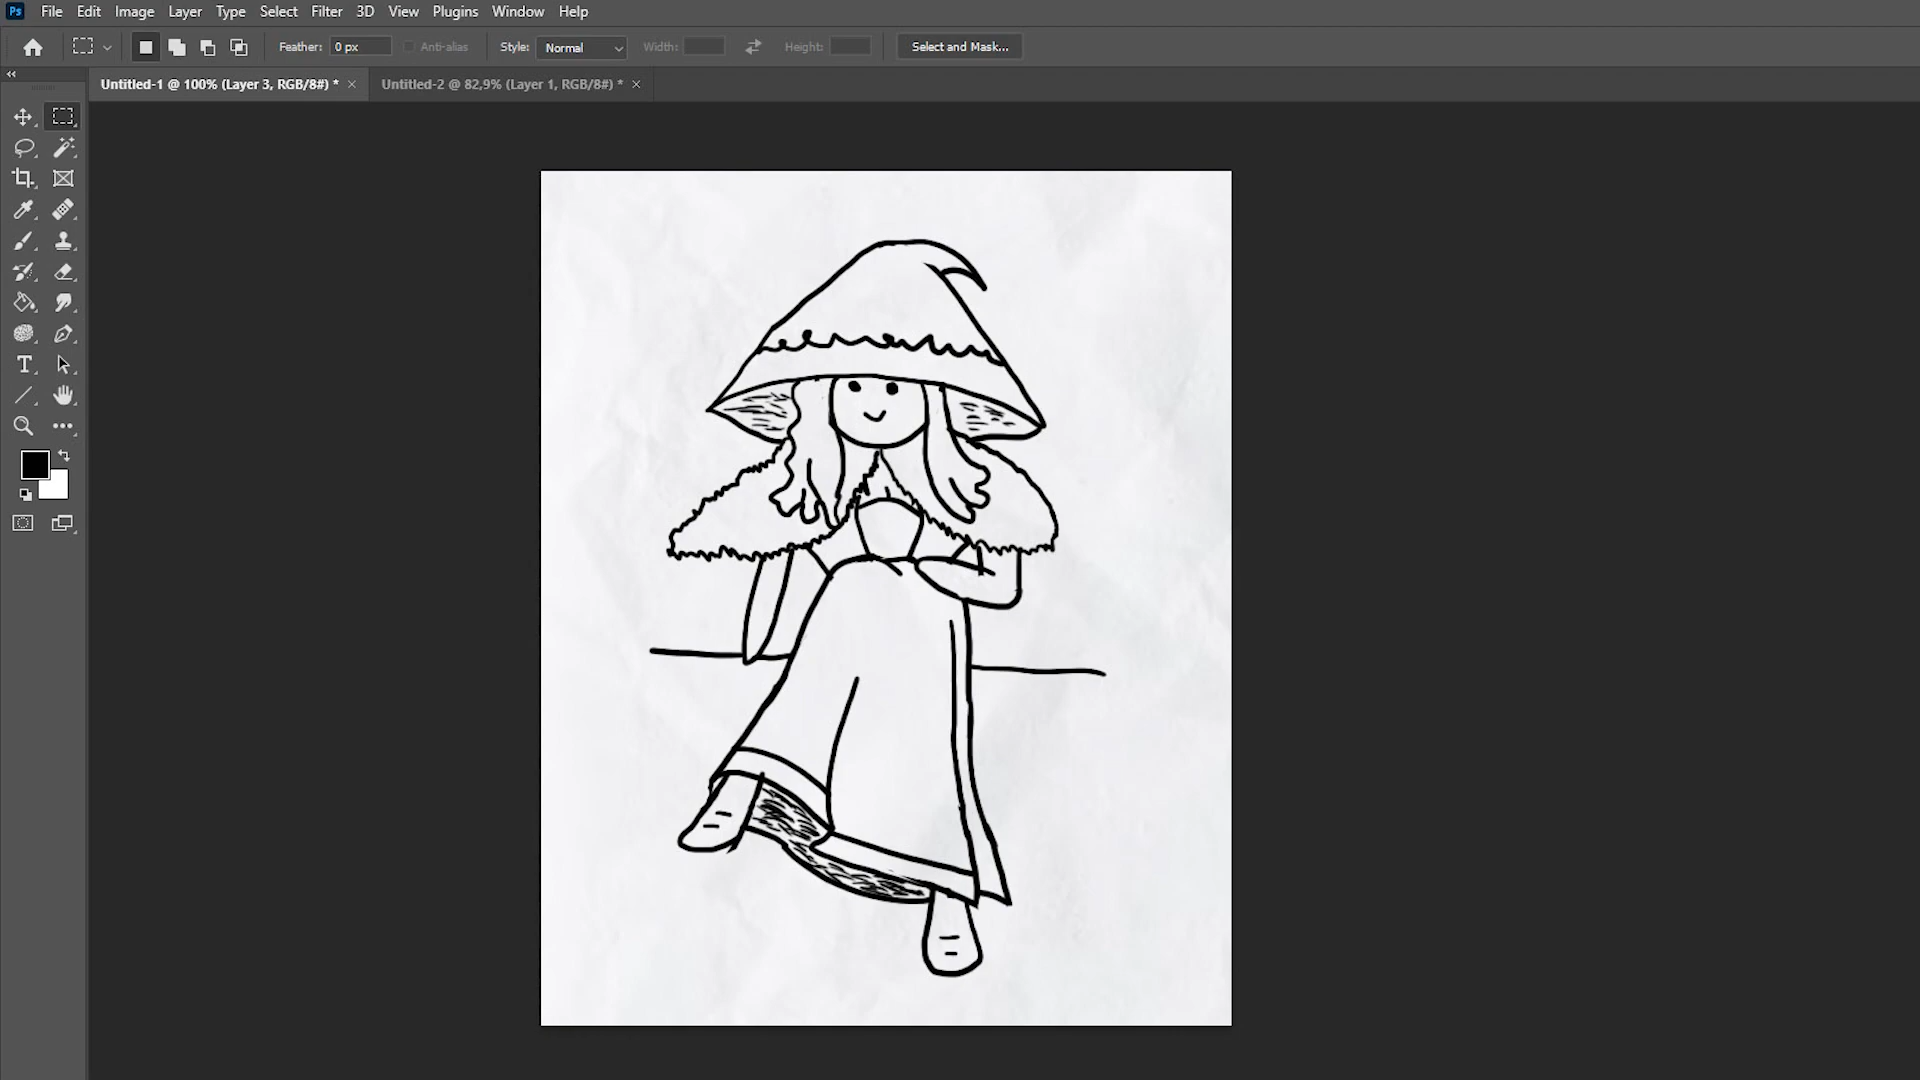 Ps File Edit Image Layer Type Select Filter 3D View Plugins Window Help
Feather: 0 px Anti-alias Style: Normal Width: Height: Select and Mask...
Untitled-1 @ 100% (Layer 3, RGB/8#) * Untitled-2 @ 82,9% (Layer 1, RGB/8#) *